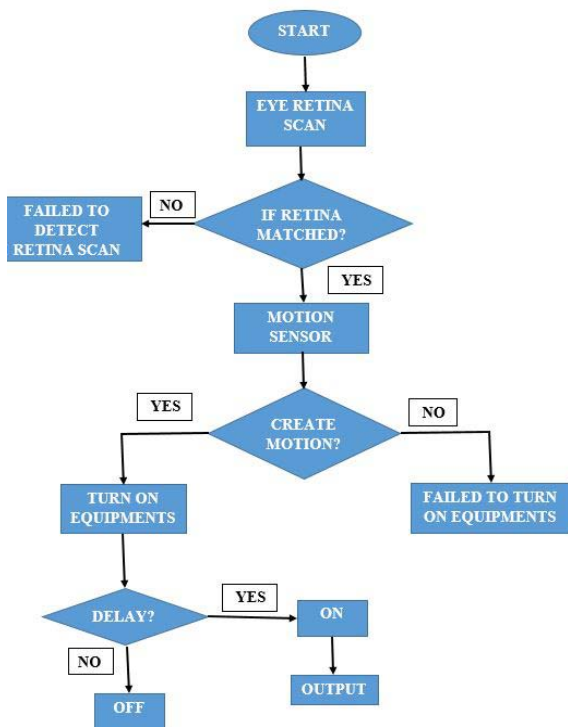 START
EYE RETINA
SCAN
NO
FAILED TO
DETECT
RETINA SCAN
IF RETINA
MATCHED?
YES
MOTION
SENSOR
YES
CREATE
MOTION?
NO
TURN ON
EQUIPMENTS
FAILED TO TURN
ON EQUIPMENTS
DELAY?
YES
ON
NO
OFF
OUTPUT